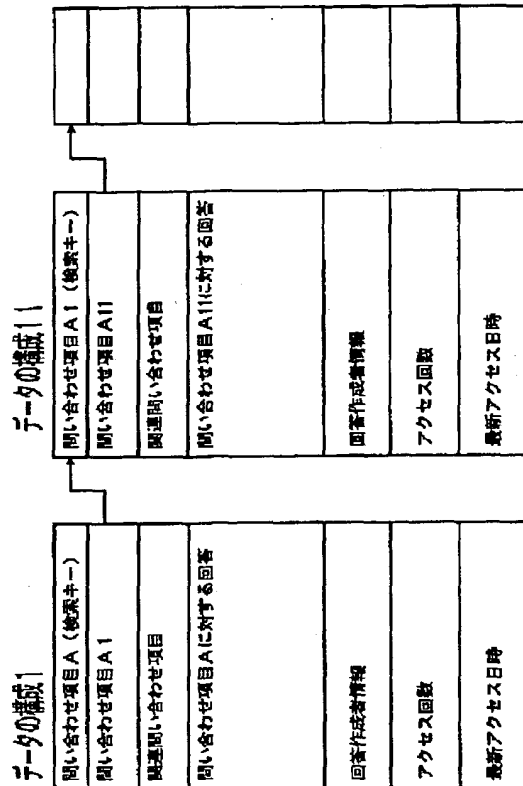 データの構成1
問い合わせ項目A（検索キー）
問い合わせ項目A1
関連問い合わせ項目
問い合わせ項目Aに対する回答
回答作成者情報
アクセス回数
最新アクセス日時
データの構成11
問い合わせ項目A1（検索キー）
問い合わせ項目A11
関連問い合わせ項目
問い合わせ項目A11に対する回答
回答作成者情報
アクセス回数
最新アクセス日時